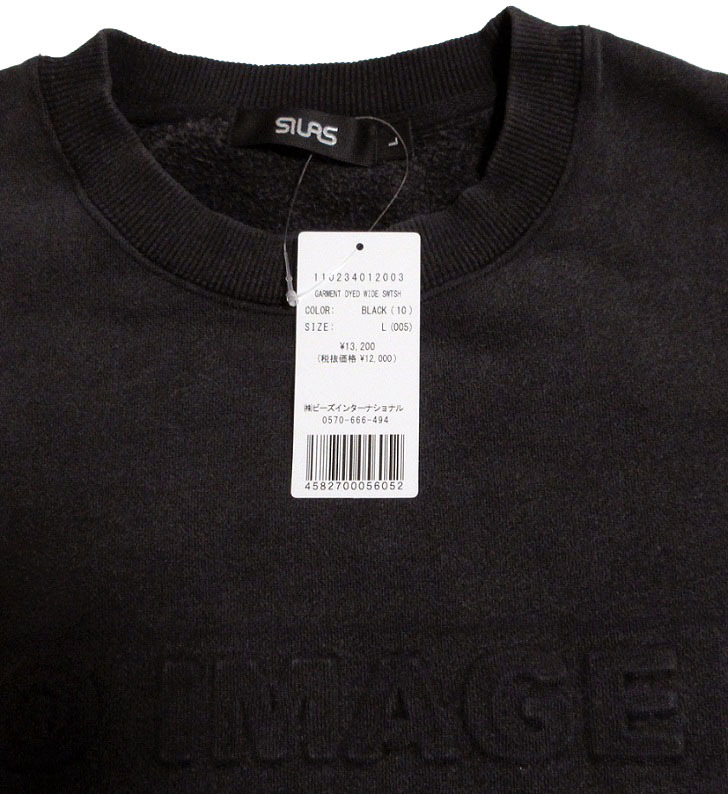 SILAS
L
110234012003
GARMENT DYED WIDE SWTSH
COLOR: BLACK(10)
SIZE: L(005)
¥13,200
(税抜価格 ¥12,000)
㈱ビーズインターナショナル
0570-666-494
4582700056052
IMAGE